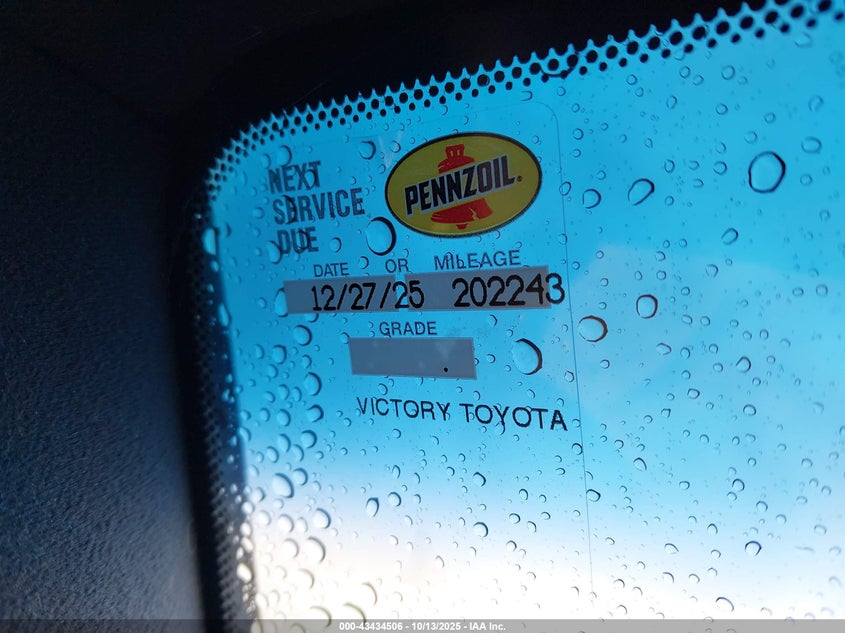 NEXT
SERVICE
DUE
PENNZOIL®
DATE OR MILEAGE
12/27/25 202243
GRADE
.
VICTORY TOYOTA
000-43434506 - 10/13/2025 - IAA Inc.